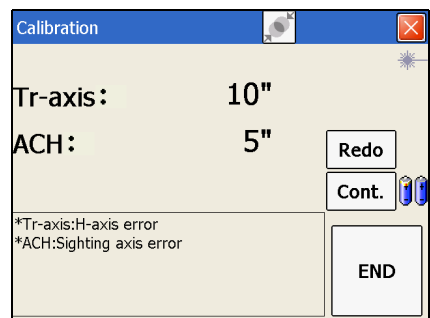 Calibration
Tr-axis: 10"
ACH: 5"
Redo
Cont.
*Tr-axis:H-axis error
*ACH:Sighting axis error
END